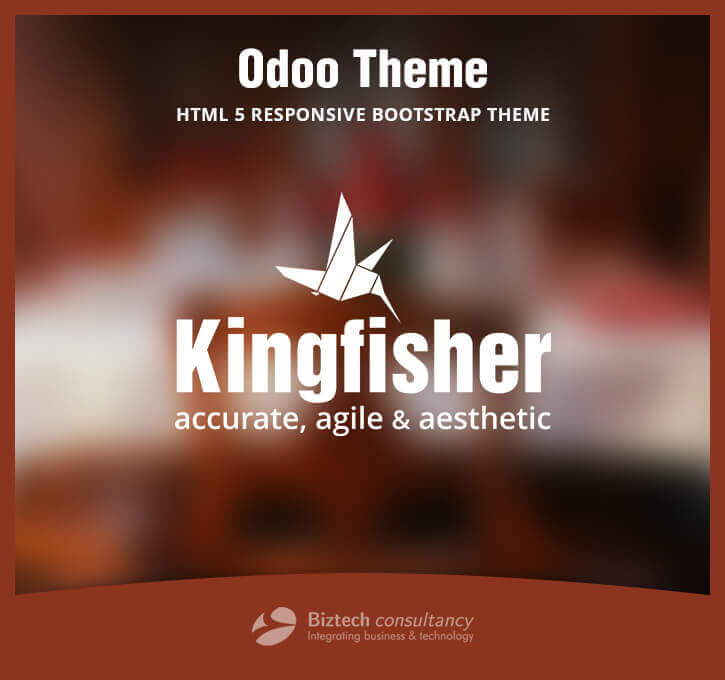 Odoo Theme
HTML 5 RESPONSIVE BOOTSTRAP THEME
Kingfisher
accurate, agile & aesthetic
Biztech consultancy
Integrating business & technology